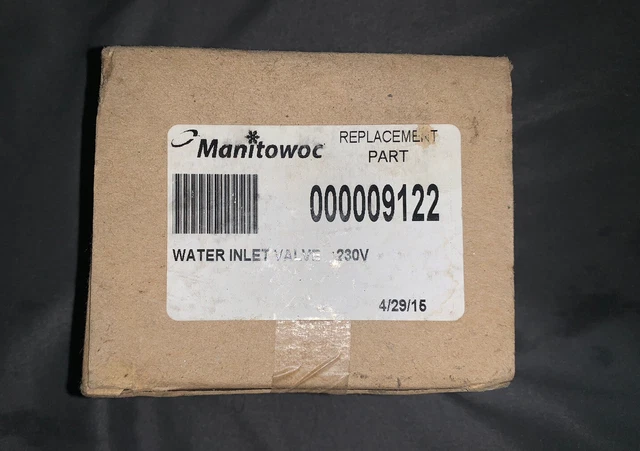 Manitowoc
REPLACEMENT
PART
000009122
WATER INLET VALVE 230V
4/29/15